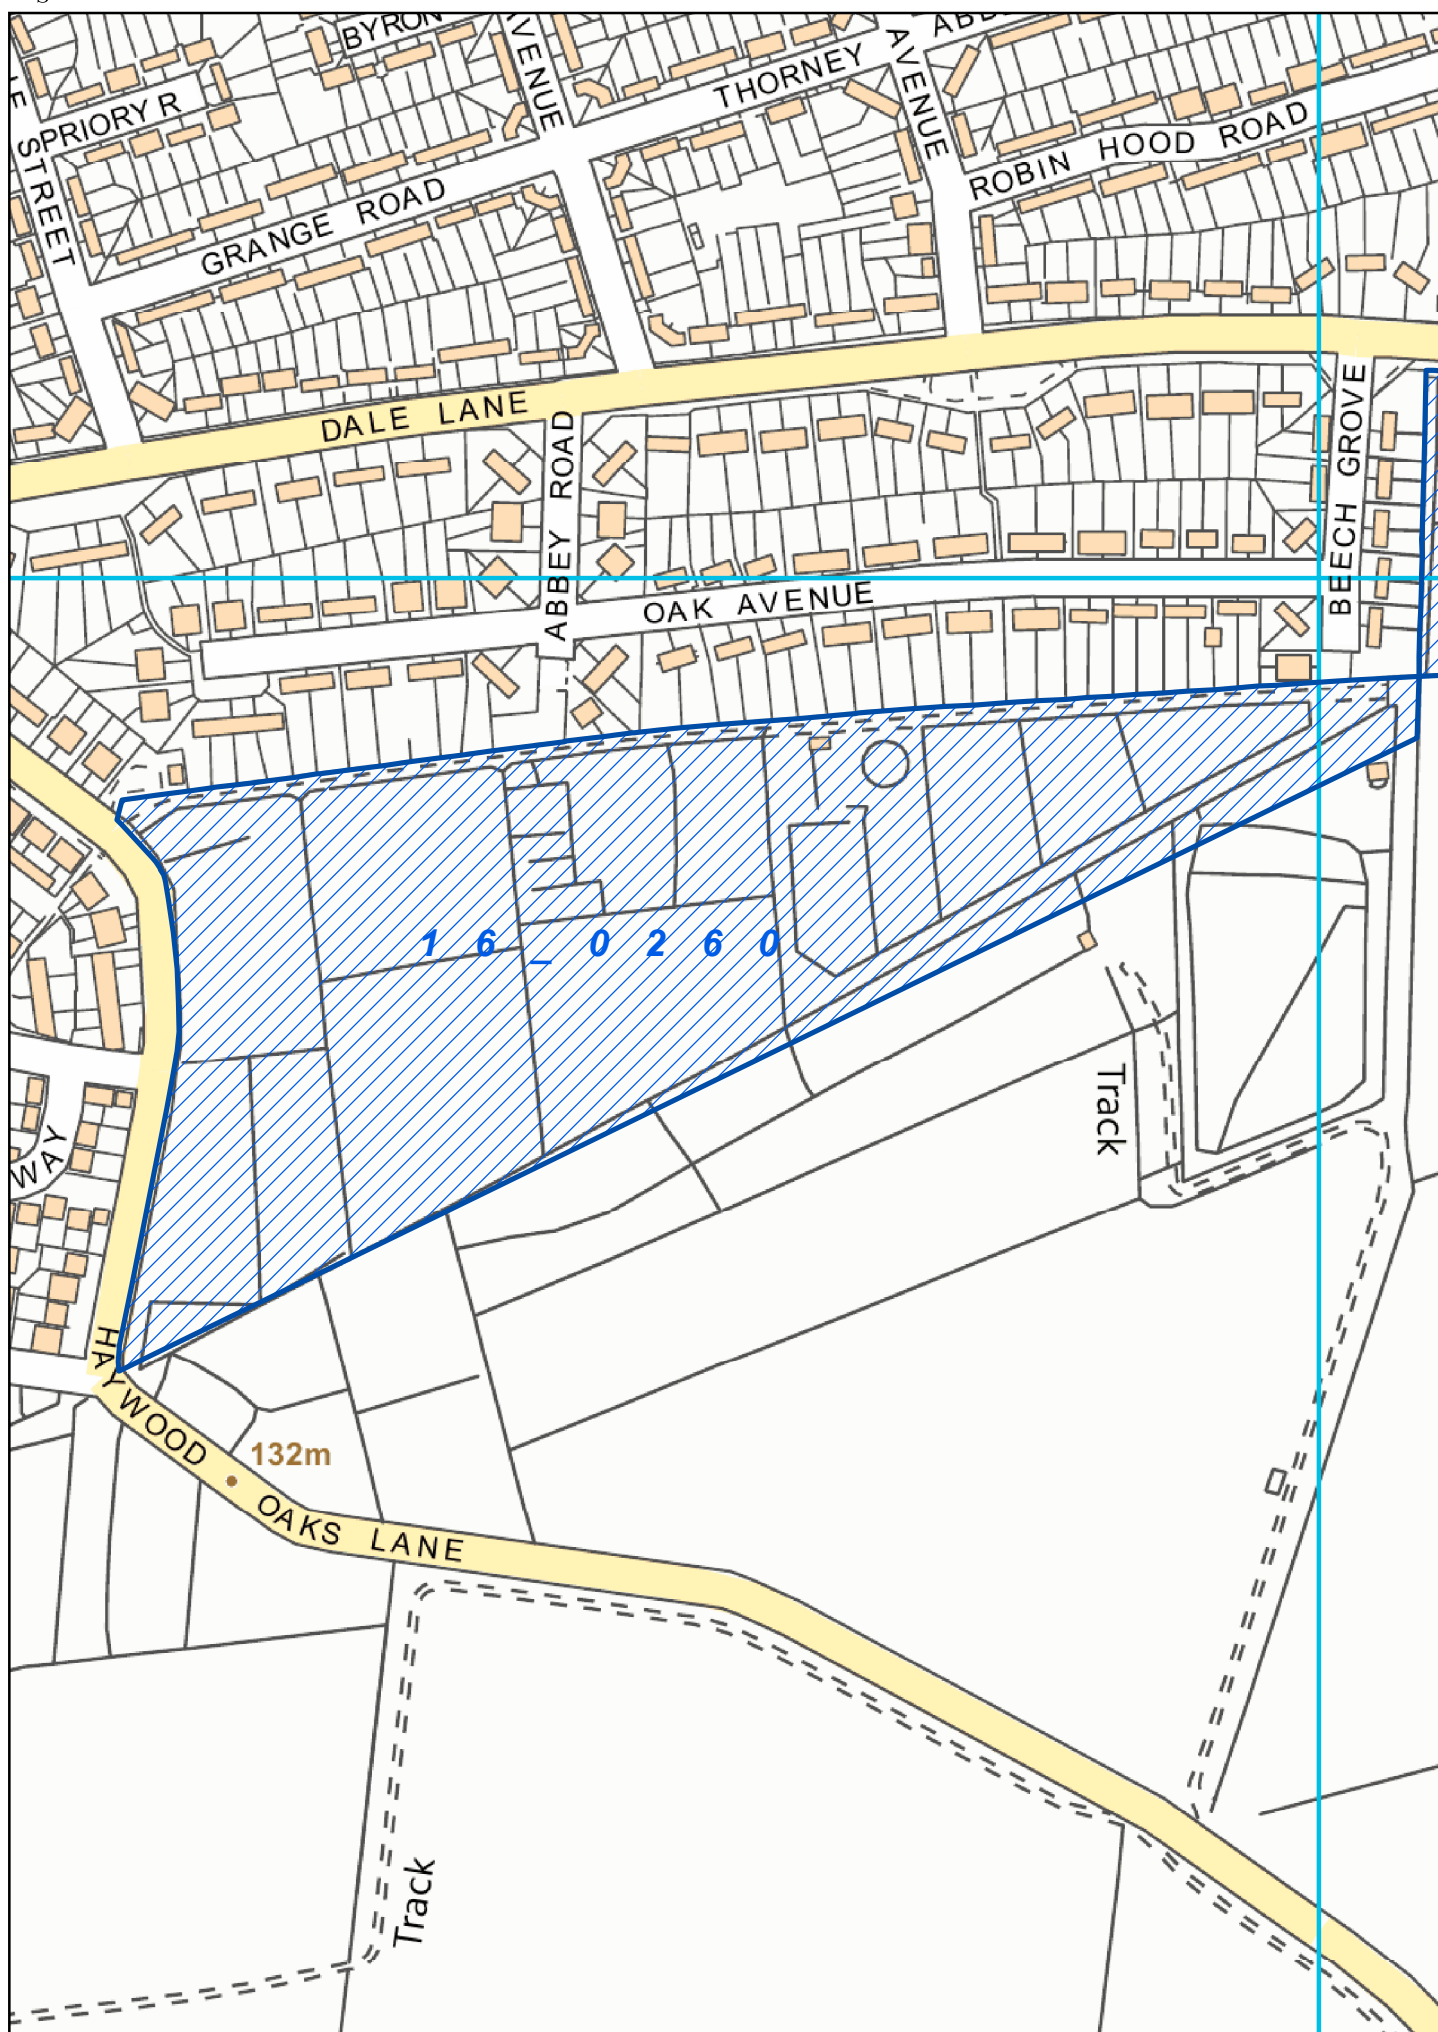 BYRON
AVENUE
THORNEY
AVENUE
PRIORY R
STREET
ROBIN HOOD ROAD
GRANGE ROAD
DALE LANE
ABBEY ROAD
BEECH GROVE
OAK AVENUE
16_0260
Track
WAY
HAYWOOD OAKS LANE
132m
Track